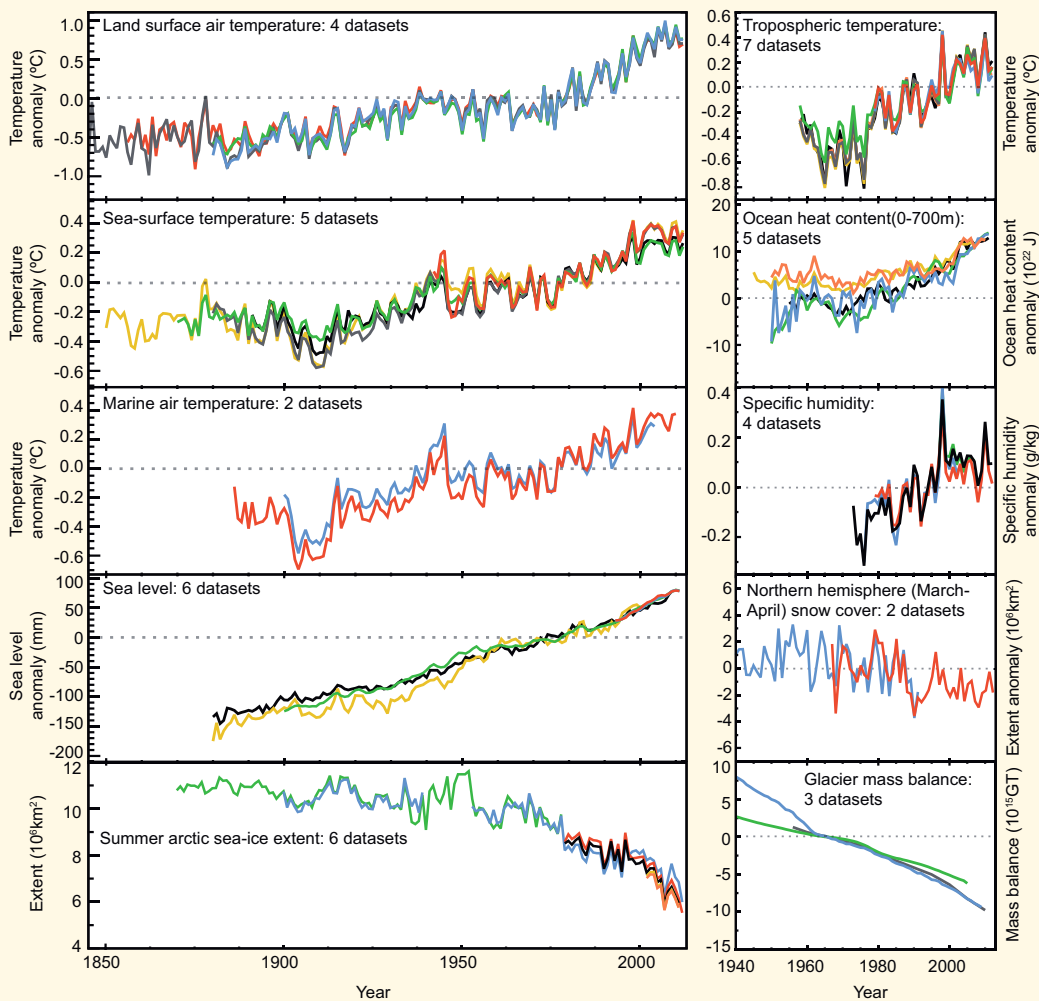 Land surface air temperature: 4 datasets
1.0
0.5
0.0
-0.5
-1.0
Temperature
anomaly (ºC)
Sea-surface temperature: 5 datasets
0.4
0.2
0.0
-0.2
-0.4
-0.6
Temperature
anomaly (ºC)
Marine air temperature: 2 datasets
0.4
0.2
0.0
-0.2
-0.4
-0.6
Temperature
anomaly (ºC)
Sea level: 6 datasets
100
50
0
-50
-100
-150
-200
Sea level
anomaly (mm)
Summer arctic sea-ice extent: 6 datasets
12
10
8
6
4
Extent (10⁶km²)
1850
1900
1950
2000
Year
Tropospheric temperature:
7 datasets
0.6
0.4
0.2
0.0
-0.2
-0.4
-0.6
-0.8
Temperature
anomaly (ºC)
Ocean heat content(0-700m):
5 datasets
20
10
0
-10
Ocean heat content
anomaly (10²² J)
Specific humidity:
4 datasets
0.4
0.2
0.0
-0.2
Specific humidity
anomaly (g/kg)
Northern hemisphere (March-
April) snow cover: 2 datasets
6
4
2
0
-2
-4
-6
Extent anomaly (10⁶km²)
Glacier mass balance:
3 datasets
10
5
0
-5
-10
-15
Mass balance (10¹⁵GT)
1940
1960
1980
2000
Year